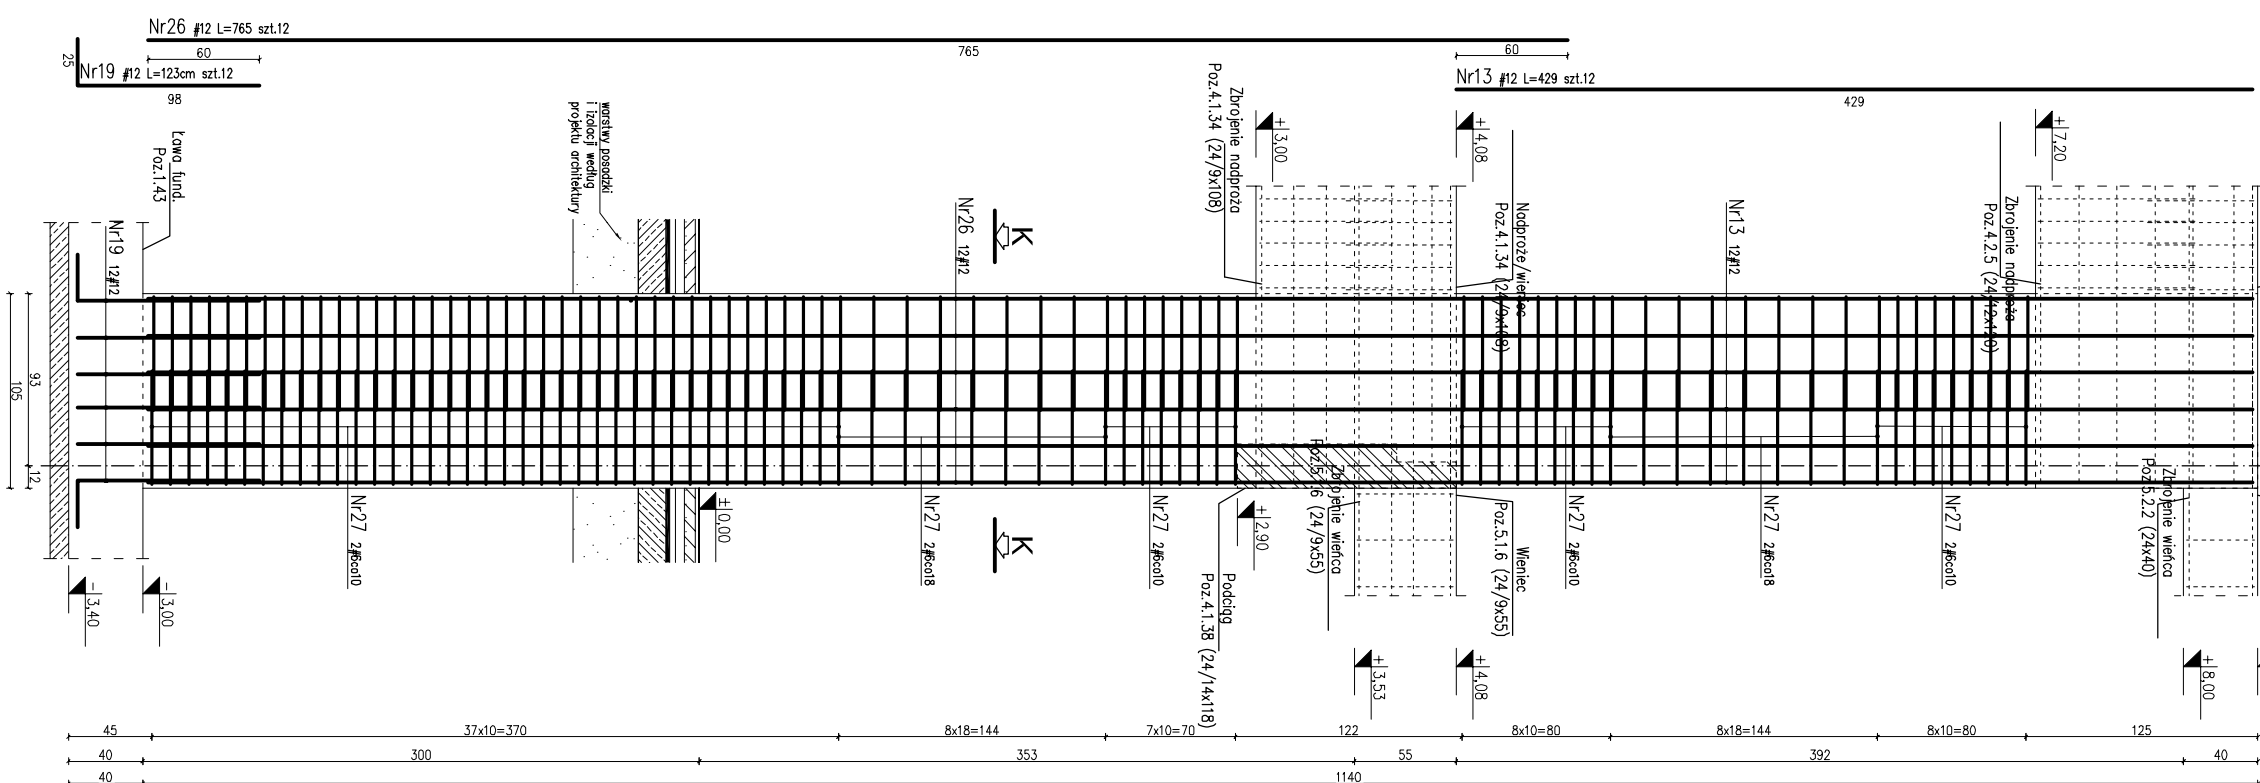 Nr26 #12 L=765 szt.12
60
765
60
25
Nr19 #12 L=123cm szt.12
98
Nr13 #12 L=429 szt.12
429
Ława fund.
Poz.1.43
warstwy posadzki
i izolacji według
projektu architektury
Zbrojenie nadproża
Poz.4.1.34 (24/9x108)
+3,00
+4,08
Nadproże/wieniec
Poz.4.1.34 (24/9x108)
+7,20
Zbrojenie nadproża
Poz.4.2.5 (24/12x120)
Nr19 12#12
Nr26 12#12
K
Nr13 12#12
93
105
12
Nr27 2#6co10
±0,00
Nr27 2#6co18
K
Nr27 2#6co10
+2,90
Podciąg
Poz.4.1.38 (24/14x118)
Zbrojenie wieńca
Poz.5.1.6 (24/9x55)
Wieniec
Poz.5.1.6 (24/9x55)
Nr27 2#6co10
Nr27 2#6co18
Nr27 2#6co10
Zbrojenie wieńca
Poz.5.2.2 (24x40)
-3,40
-3,00
+3,53
+4,08
+8,00
45
37x10=370
8x18=144
7x10=70
122
8x10=80
8x18=144
8x10=80
125
40
300
353
55
392
40
40
1140